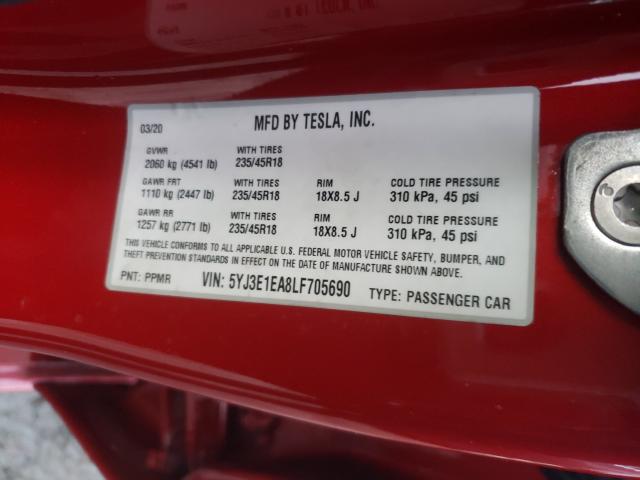 03/20 MFD BY TESLA, INC.
GVWR WITH TIRES
2060 kg (4541 lb) 235/45R18
GAWR FRT WITH TIRES RIM COLD TIRE PRESSURE
1110 kg (2447 lb) 235/45R18 18X8.5 J 310 kPa, 45 psi
GAWR RR WITH TIRES RIM COLD TIRE PRESSURE
1257 kg (2771 lb) 235/45R18 18X8.5 J 310 kPa, 45 psi
THIS VEHICLE CONFORMS TO ALL APPLICABLE U.S. FEDERAL MOTOR VEHICLE SAFETY, BUMPER, AND
THEFT PREVENTION STANDARDS IN EFFECT ON THE DATE OF MANUFACTURE SHOWN ABOVE.
PNT: PPMR VIN: 5YJ3E1EA8LF705690 TYPE: PASSENGER CAR